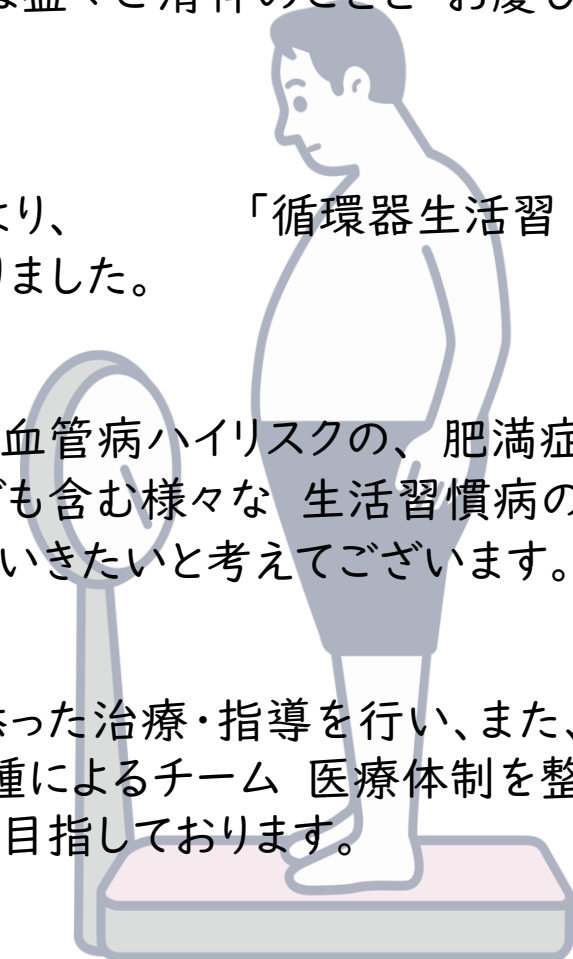 は益々ご清祥のことと お慶び
より、 「循環器生活習
りました。
血管病ハイリスクの、 肥満症
ども含む様々な 生活習慣病の
いきたいと考えてございます。
った治療・指導を行い、また、
種によるチーム 医療体制を整
目指しております。